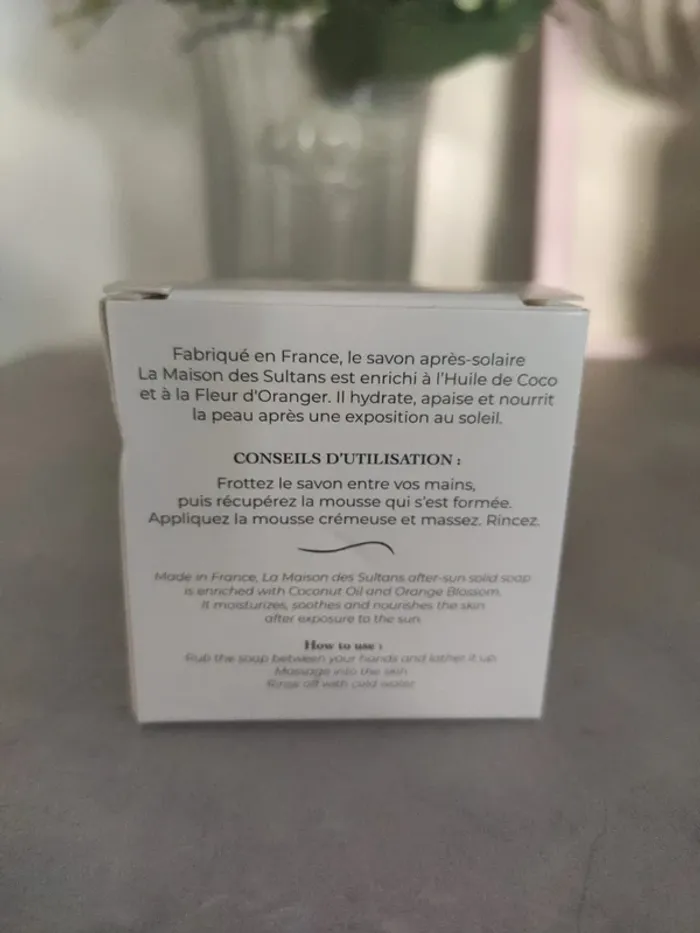 Fabriqué en France, le savon après-solaire
La Maison des Sultans est enrichi à l'Huile de Coco
et à la Fleur d'Oranger. Il hydrate, apaise et nourrit
la peau après une exposition au soleil.
CONSEILS D'UTILISATION :
Frottez le savon entre vos mains,
puis récupérez la mousse qui s'est formée.
Appliquez la mousse crémeuse et massez. Rincez.
Made in France, La Maison des Sultans after-sun solid soap
is enriched with Coconut Oil and Orange Blossom.
It moisturizes, soothes and nourishes the skin
after exposure to the sun
How to use :
Rub the soap between your hands and lather it up
Massage into the skin
Rinse off with cold water